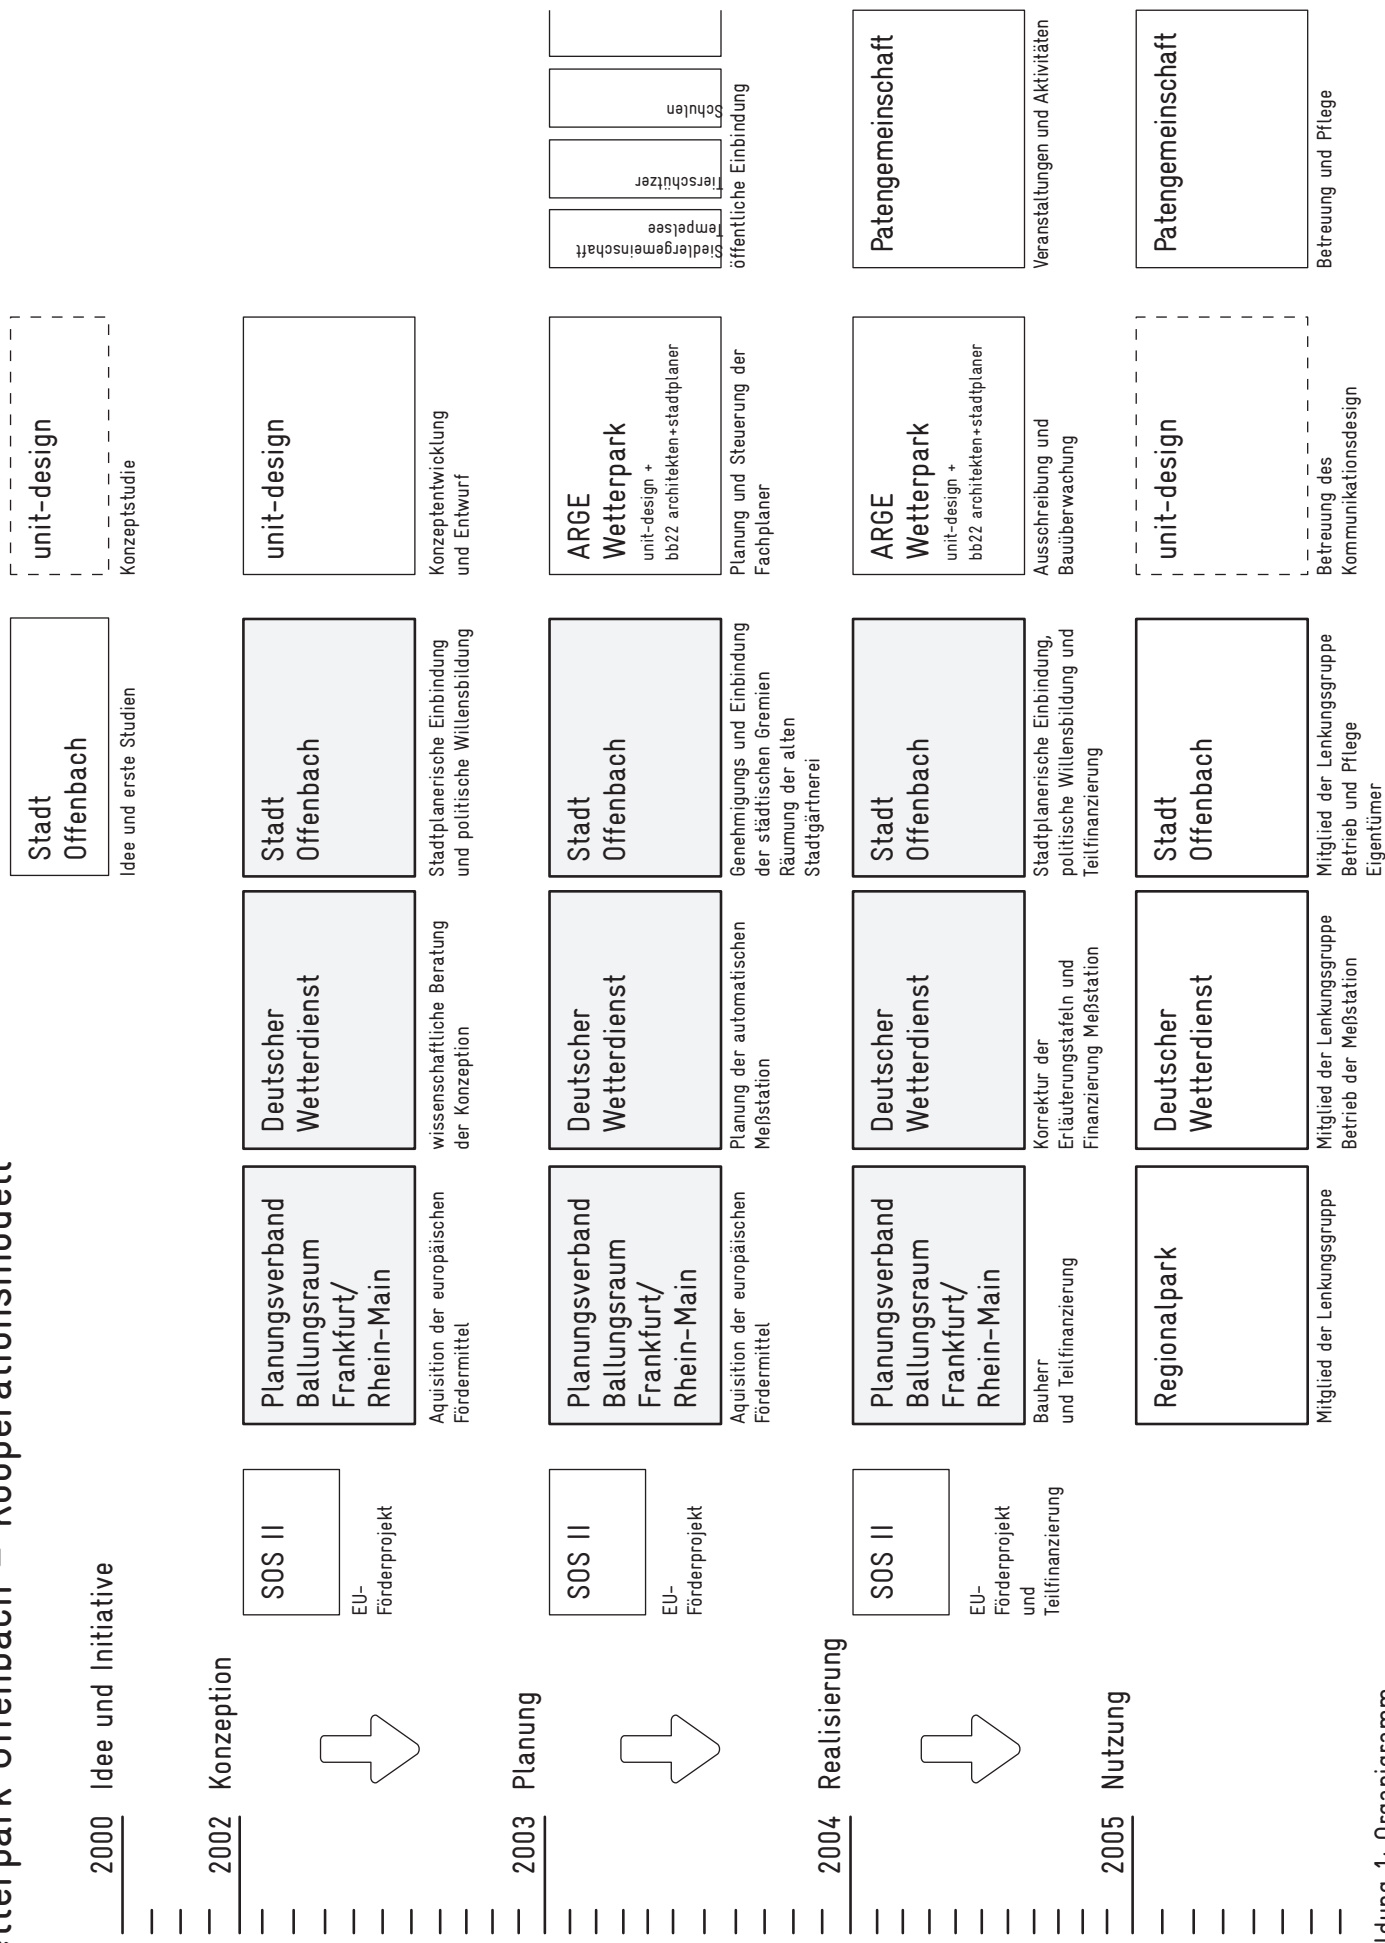 Wetterpark Offenbach – Kooperationsmodell
2000
Idee und Initiative
Stadt
Offenbach
Idee und erste Studien
unit-design
Konzeptstudie
2002
Konzeption
SOS II
EU-
Förderprojekt
Planungsverband
Ballungsraum
Frankfurt/
Rhein-Main
Aquisition der europäischen
Fördermittel
Deutscher
Wetterdienst
wissenschaftliche Beratung
der Konzeption
Stadt
Offenbach
Stadtplanerische Einbindung
und politische Willensbildung
unit-design
Konzeptentwicklung
und Entwurf
2003
Planung
SOS II
EU-
Förderprojekt
Planungsverband
Ballungsraum
Frankfurt/
Rhein-Main
Aquisition der europäischen
Fördermittel
Deutscher
Wetterdienst
Planung der automatischen
Meßstation
Stadt
Offenbach
Genehmigungs und Einbindung
der städtischen Gremien
Räumung der alten
Stadtgärtnerei
ARGE
Wetterpark
unit-design +
bb22 architekten+stadtplaner
Planung und Steuerung der
Fachplaner
Siedlergemeinschaft
Tempelsee
Tierschützer
Schulen
öffentliche Einbindung
2004
Realisierung
SOS II
EU-
Förderprojekt
und
Teilfinanzierung
Planungsverband
Ballungsraum
Frankfurt/
Rhein-Main
Bauherr
und Teilfinanzierung
Deutscher
Wetterdienst
Korrektur der
Erläuterungstafeln und
Finanzierung Meßstation
Stadt
Offenbach
Stadtplanerische Einbindung,
politische Willensbildung und
Teilfinanzierung
ARGE
Wetterpark
unit-design +
bb22 architekten+stadtplaner
Ausschreibung und
Bauüberwachung
Patengemeinschaft
Veranstaltungen und Aktivitäten
2005
Nutzung
Regionalpark
Mitglied der Lenkungsgruppe
Deutscher
Wetterdienst
Mitglied der Lenkungsgruppe
Betrieb der Meßstation
Stadt
Offenbach
Mitglied der Lenkungsgruppe
Betrieb und Pflege
Eigentümer
unit-design
Betreuung des
Kommunikationsdesign
Patengemeinschaft
Betreuung und Pflege
ldung 1: Organigramm